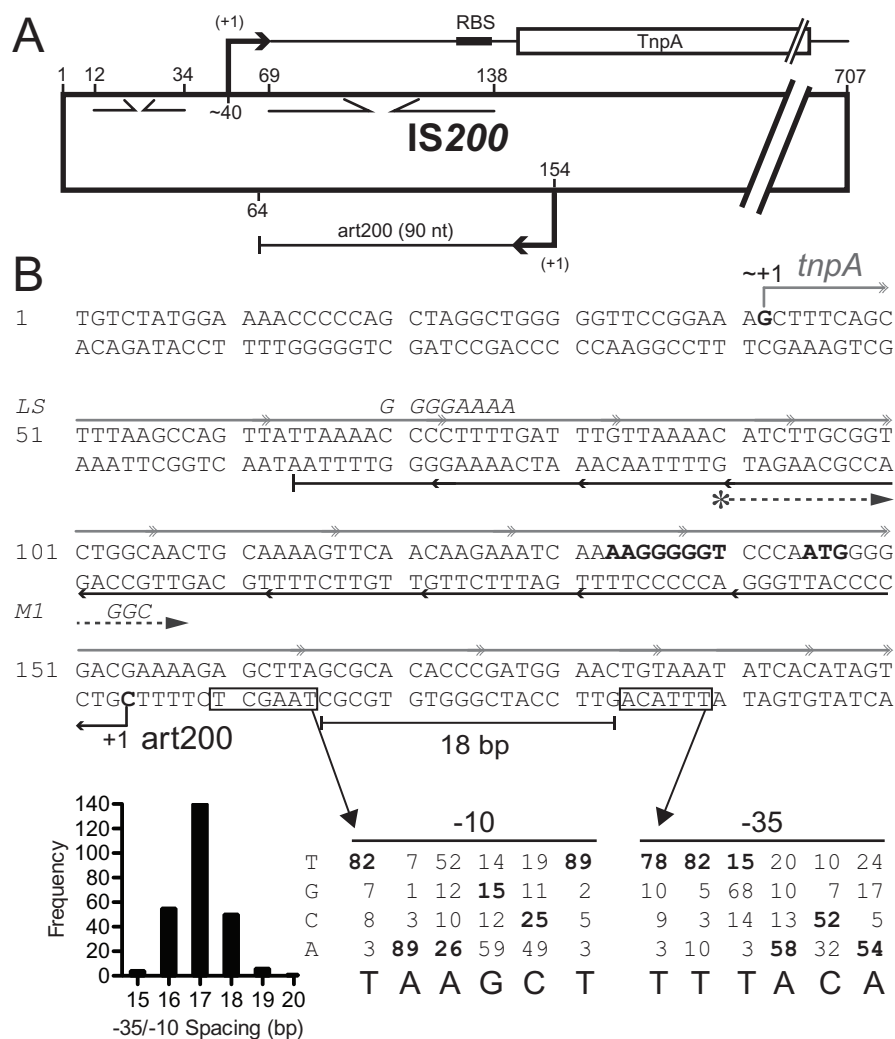 A
(+1)
RBS
TnpA
1 12 34 69 138 707
~40
IS200
154
64
art200 (90 nt)
(+1)
B
~+1 tnpA
1 TGTCTATGGA AAACCCCCAG CTAGGCTGGG GGTTCCGGAA AGCTTTCAGC
ACAGATACCT TTTGGGGGTC GATCCGACCC CCAAGGCCTT TCGAAAGTCG
LS G GGGAAAA
51 TTTAAGCCAG TTATTAAAAC CCCTTTTGAT TTGTTAAAAC ATCTTGCGGT
AAATTCGGTC AATAATTTTG GGGAAAACTA AACAATTTTG TAGAACGCCA
*
101 CTGGCAACTG CAAAAGTTCA ACAAGAAATC AAAAGGGGGT CCCAATGGGG
GACCGTTGAC GTTTTCTTGT TGTTCTTTAG TTTTCCCCCA GGGTTACCCC
M1 GGC
151 GACGAAAAGA GCTTAGCGCA CACCCGATGG AACTGTAAAT ATCACATAGT
CTGCTTTTCT CGAATCGCGT GTGGGCTACC TTGACATTTA TAGTGTATCA
+1 art200
18 bp
Frequency
140
120
100
80
60
40
20
0
15 16 17 18 19 20
-35/-10 Spacing (bp)
-10 -35
T 82 7 52 14 19 89 78 82 15 20 10 24
G 7 1 12 15 11 2 10 5 68 10 7 17
C 8 3 10 12 25 5 9 3 14 13 52 5
A 3 89 26 59 49 3 3 10 3 58 32 54
T A A G C T T T T A C A